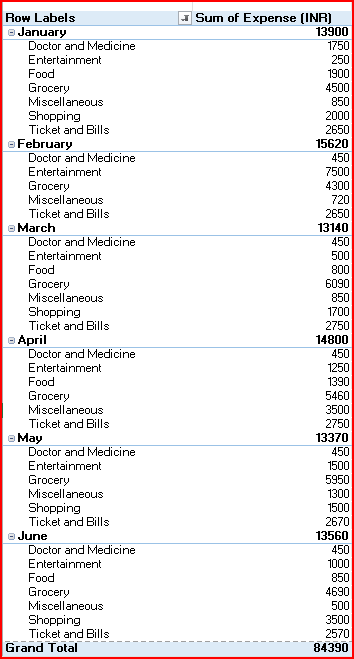 Row Labels Sum of Expense (INR)
January 13900
Doctor and Medicine 1750
Entertainment 250
Food 1900
Grocery 4500
Miscellaneous 850
Shopping 2000
Ticket and Bills 2650
February 15620
Doctor and Medicine 450
Entertainment 7500
Grocery 4300
Miscellaneous 720
Ticket and Bills 2650
March 13140
Doctor and Medicine 450
Entertainment 500
Food 800
Grocery 6090
Miscellaneous 850
Shopping 1700
Ticket and Bills 2750
April 14800
Doctor and Medicine 450
Entertainment 1250
Food 1390
Grocery 5460
Miscellaneous 3500
Ticket and Bills 2750
May 13370
Doctor and Medicine 450
Entertainment 1500
Grocery 5950
Miscellaneous 1300
Shopping 1500
Ticket and Bills 2670
June 13560
Doctor and Medicine 450
Entertainment 1000
Food 850
Grocery 4690
Miscellaneous 500
Shopping 3500
Ticket and Bills 2570
Grand Total 84390